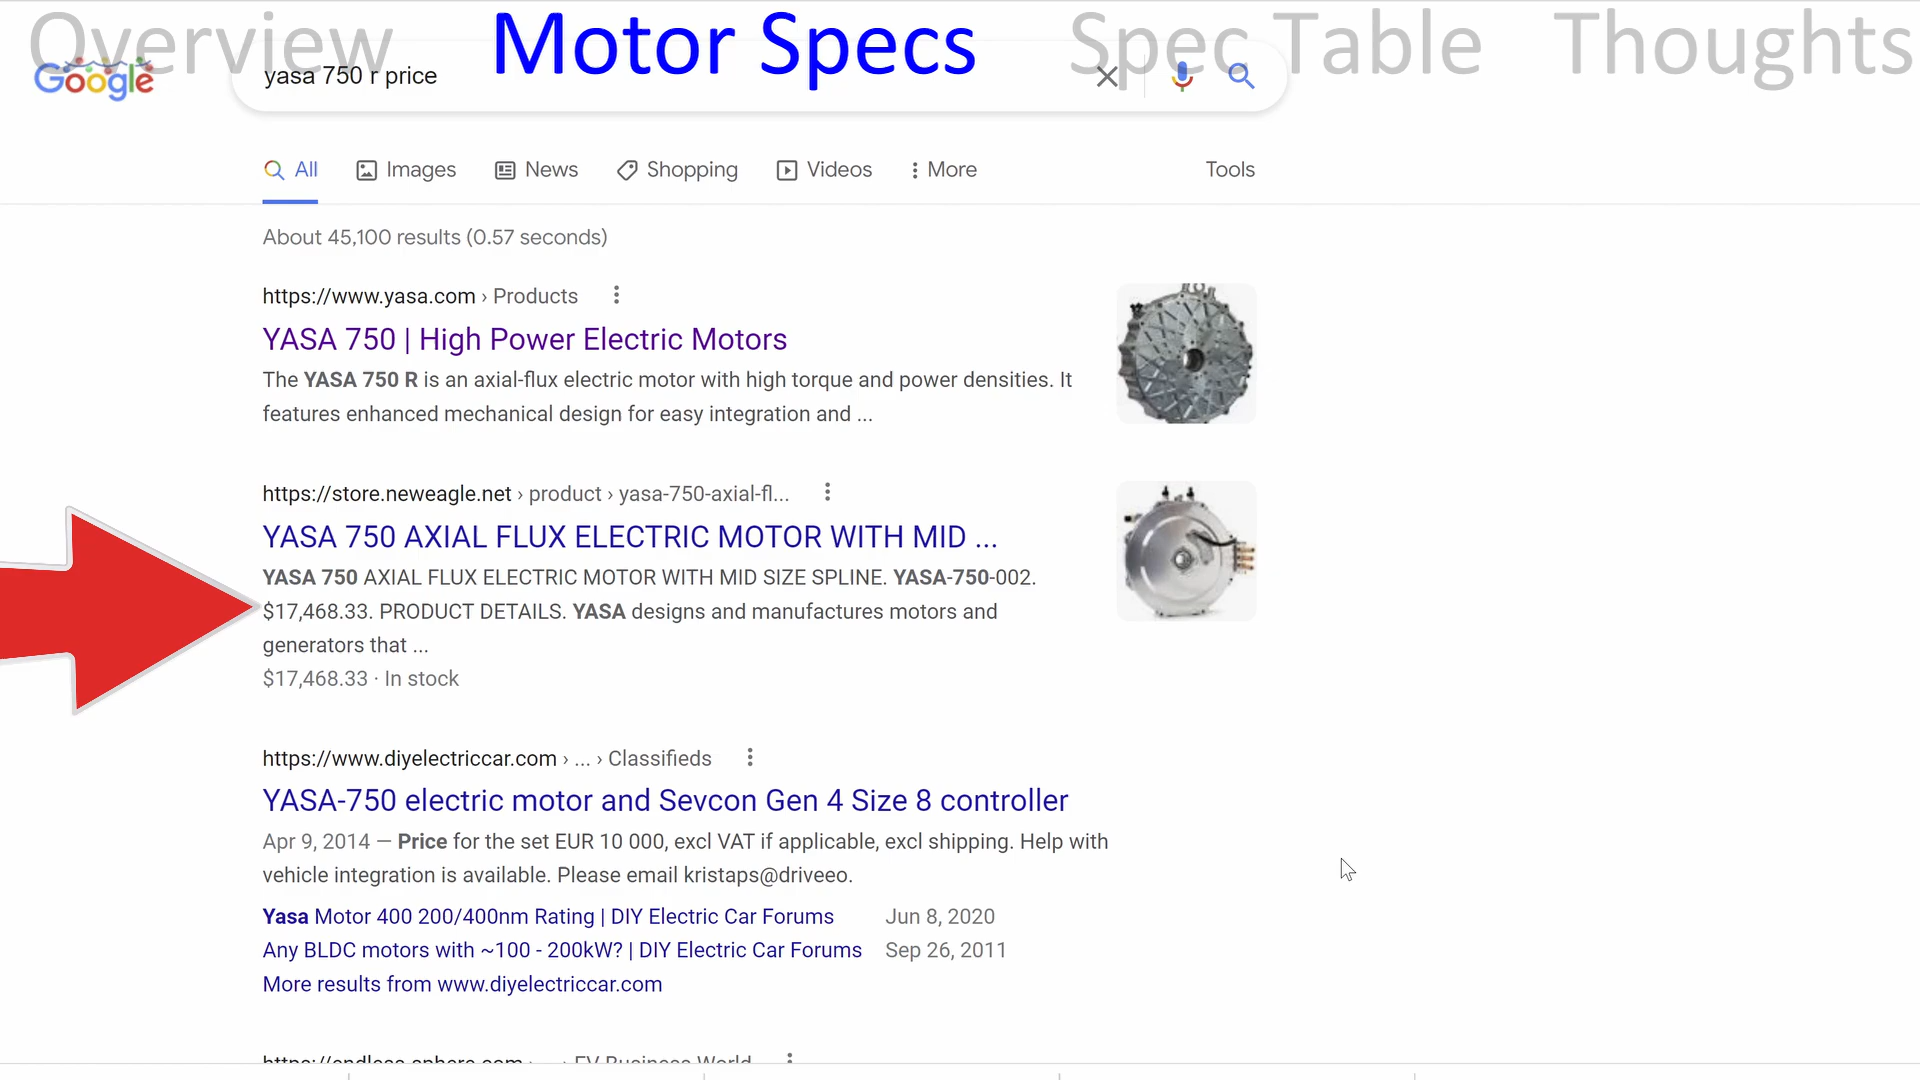 Overview Motor Specs Spec Table Thoughts
Google yasa 750 r price
All Images News Shopping Videos More Tools
About 45,100 results (0.57 seconds)
https://www.yasa.com › Products
YASA 750 | High Power Electric Motors
The YASA 750 R is an axial-flux electric motor with high torque and power densities. It
features enhanced mechanical design for easy integration and ...
https://store.neweagle.net › product › yasa-750-axial-fl...
YASA 750 AXIAL FLUX ELECTRIC MOTOR WITH MID ...
YASA 750 AXIAL FLUX ELECTRIC MOTOR WITH MID SIZE SPLINE. YASA-750-002.
$17,468.33. PRODUCT DETAILS. YASA designs and manufactures motors and
generators that ...
$17,468.33 · In stock
https://www.diyelectriccar.com › ... › Classifieds
YASA-750 electric motor and Sevcon Gen 4 Size 8 controller
Apr 9, 2014 — Price for the set EUR 10 000, excl VAT if applicable, excl shipping. Help with
vehicle integration is available. Please email kristaps@driveeo.
Yasa Motor 400 200/400nm Rating | DIY Electric Car Forums Jun 8, 2020
Any BLDC motors with ~100 - 200kW? | DIY Electric Car Forums Sep 26, 2011
More results from www.diyelectriccar.com
https://endless-sphere.com › ... › EV Business World